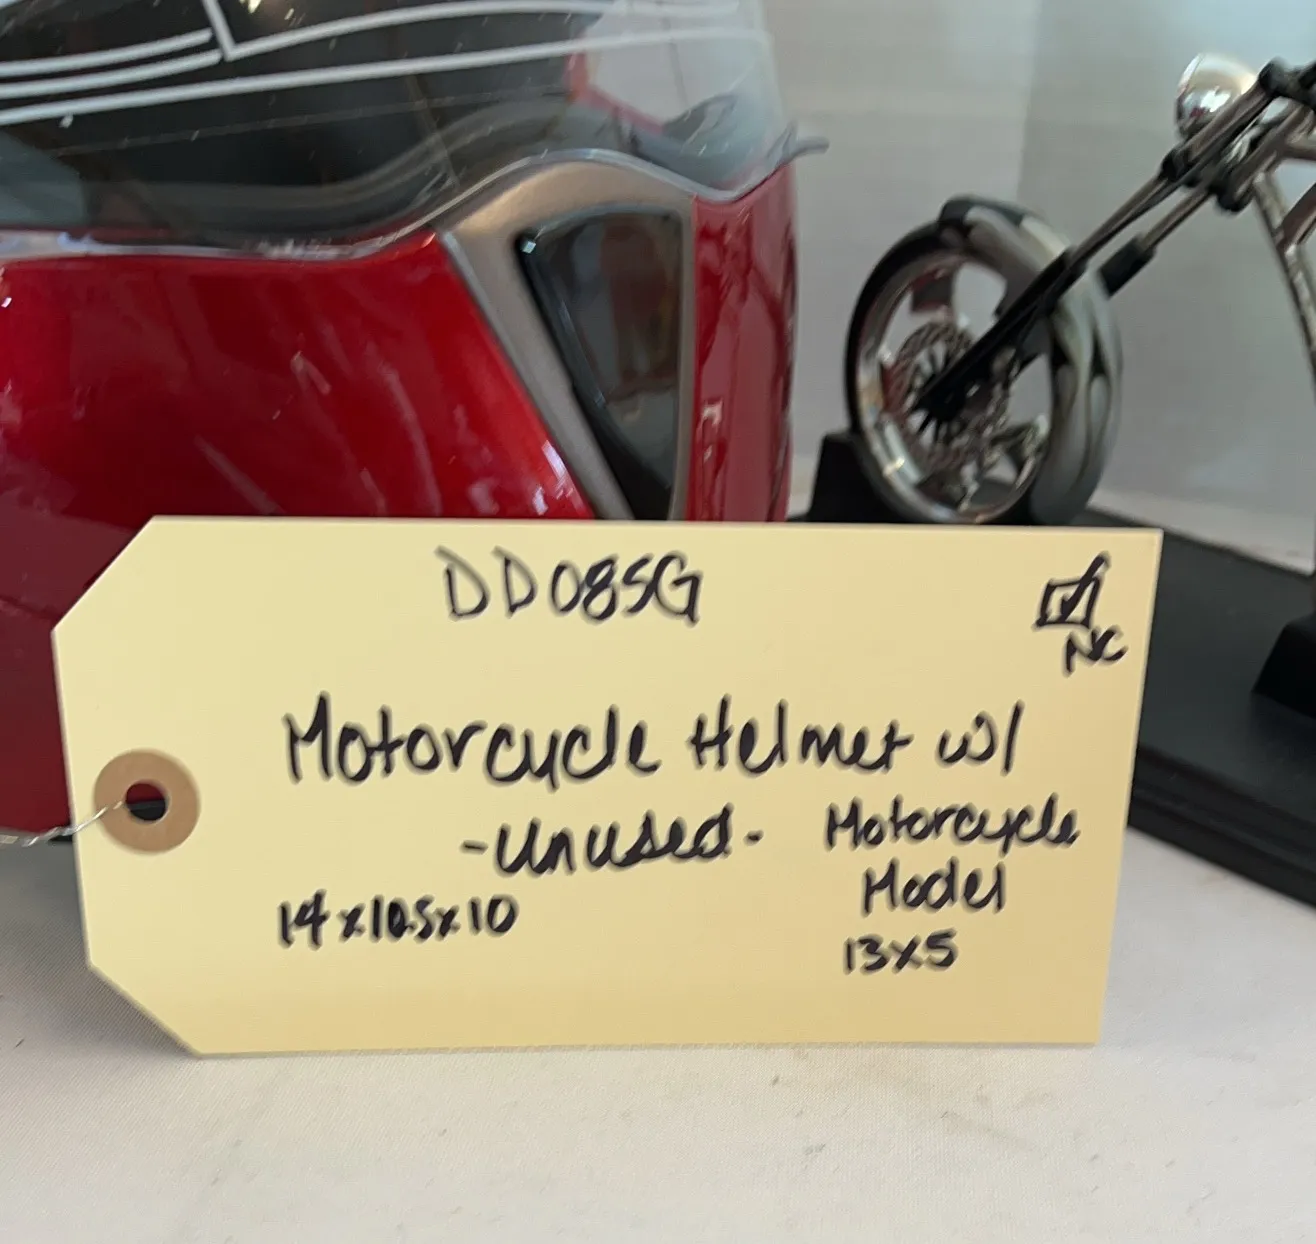 DD085G
NC
Motorcycle Helmet w/
-Unused- Motorcycle
Model
14x10.5x10
13x5